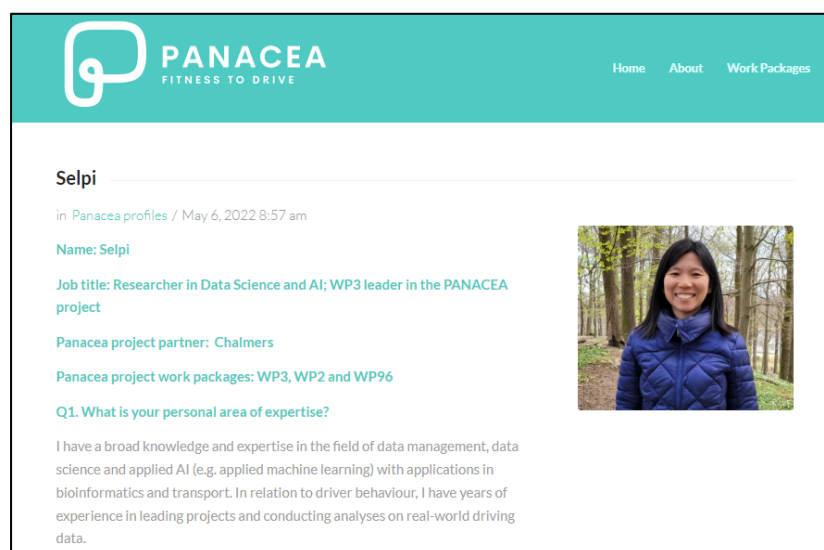 PANACEA
FITNESS TO DRIVE
Home About Work Packages
Selpi
in Panacea profiles / May 6, 2022 8:57 am
Name: Selpi
Job title: Researcher in Data Science and AI; WP3 leader in the PANACEA
project
Panacea project partner: Chalmers
Panacea project work packages: WP3, WP2 and WP96
Q1. What is your personal area of expertise?
I have a broad knowledge and expertise in the field of data management, data
science and applied AI (e.g. applied machine learning) with applications in
bioinformatics and transport. In relation to driver behaviour, I have years of
experience in leading projects and conducting analyses on real-world driving
data.